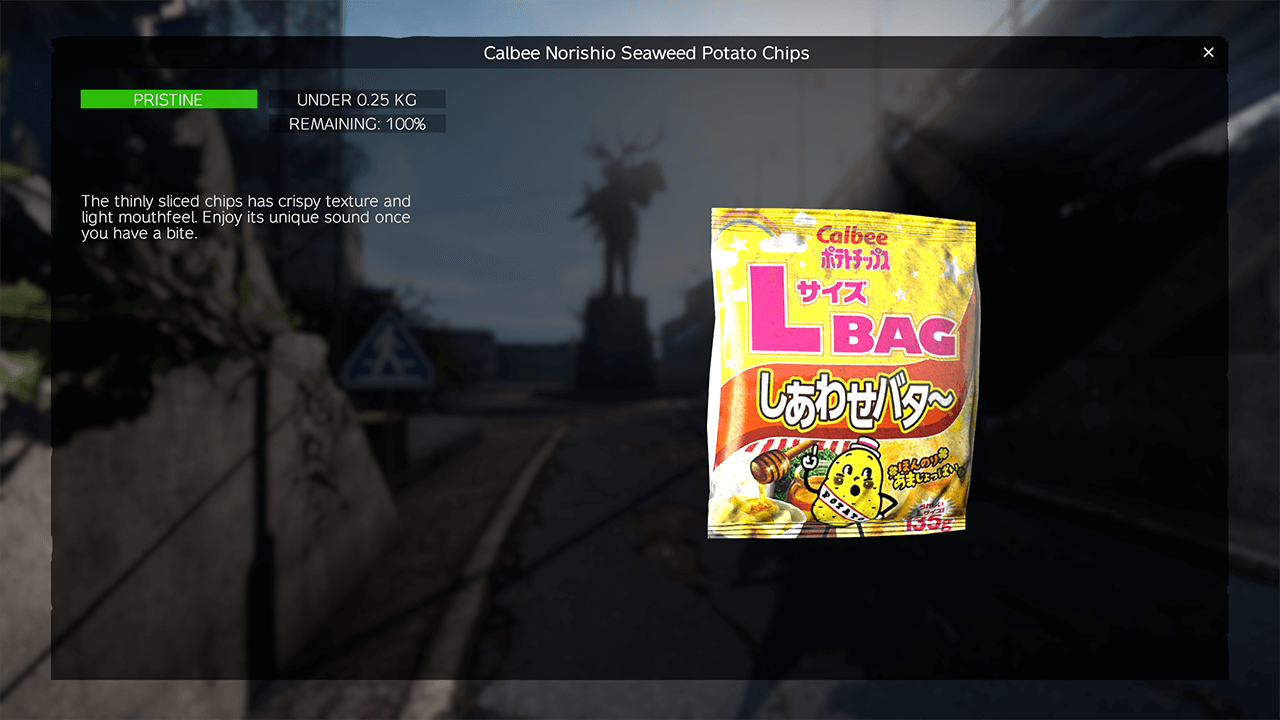 Calbee Norishio Seaweed Potato Chips
PRISTINE
UNDER 0.25 KG
REMAINING: 100%
The thinly sliced chips has crispy texture and
light mouthfeel. Enjoy its unique sound once
you have a bite.
Calbee
ポテトチップス
Lサイズ
BAG
しあわせバタ〜
ほんのり
あまじょっぱい
POTATO
135g